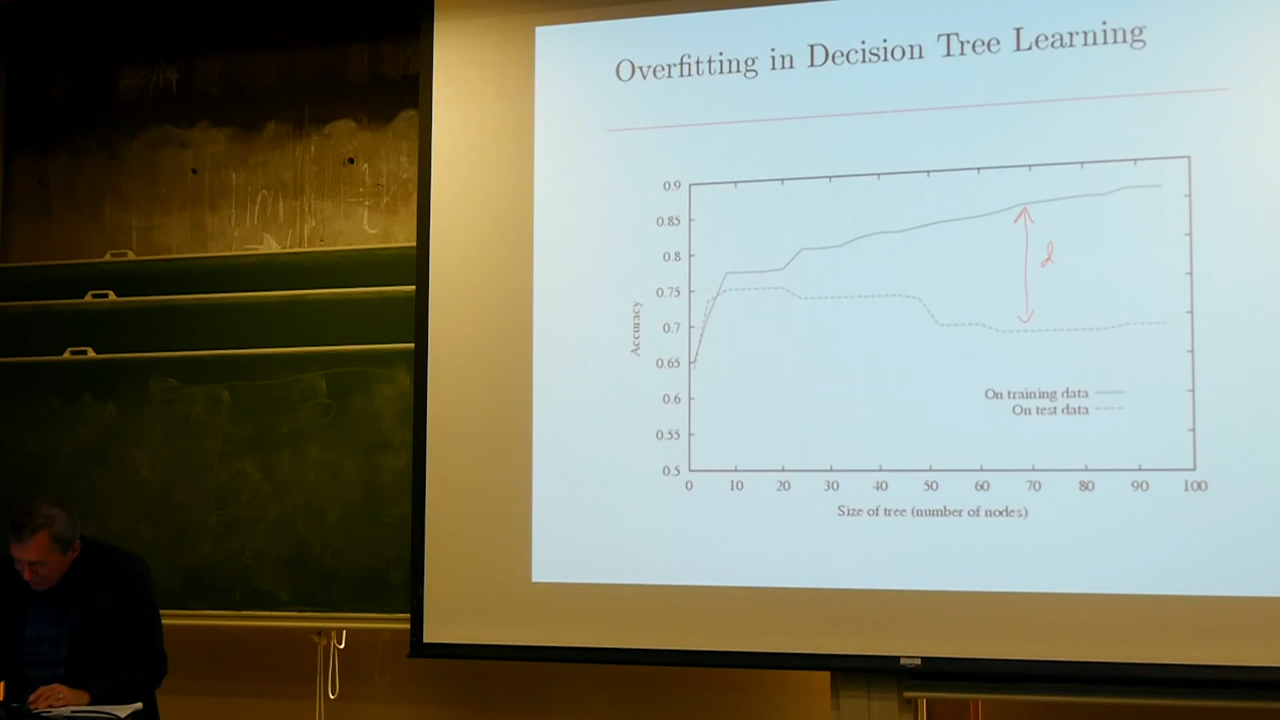 Overfitting in Decision Tree Learning
0.9
0.85
0.8
0.75
0.7
0.65
0.6
0.55
0.5
Accuracy
On training data
On test data
0 10 20 30 40 50 60 70 80 90 100
Size of tree (number of nodes)